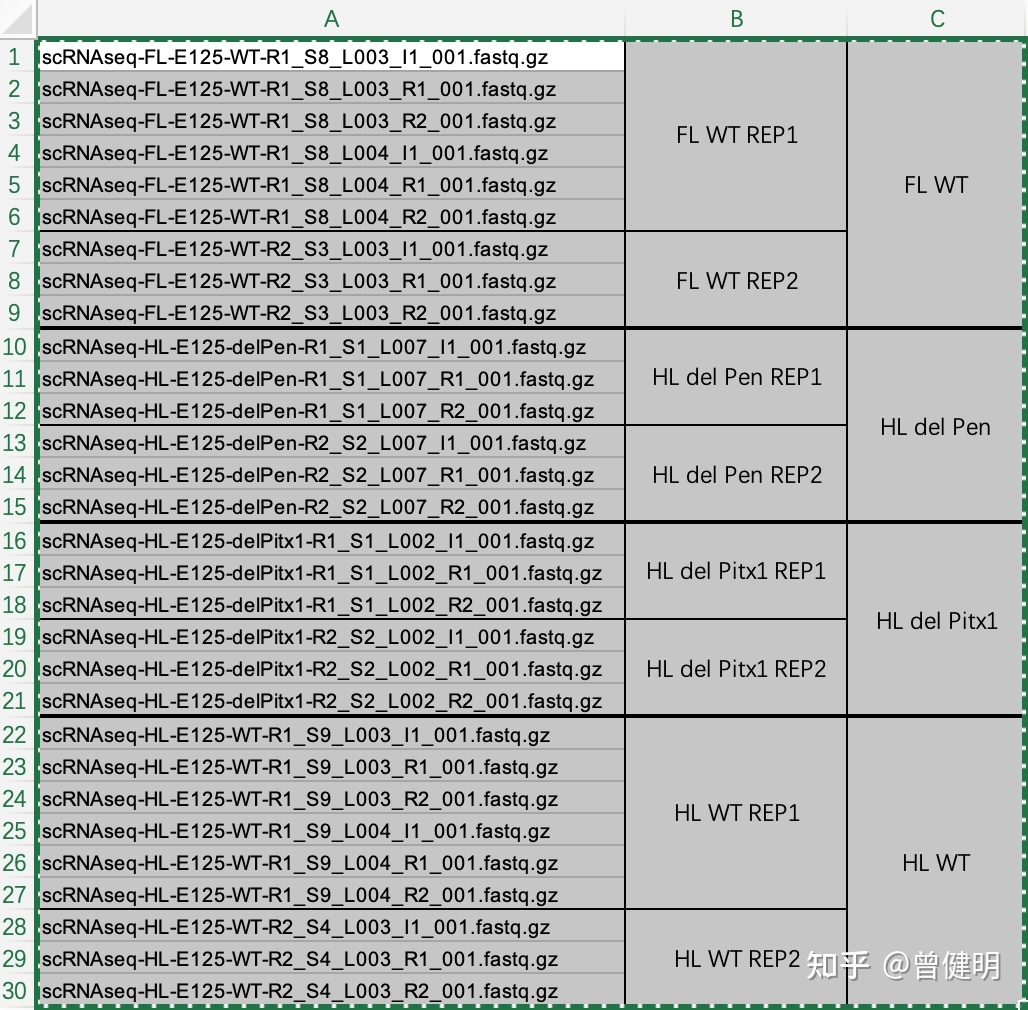 A B C
1 scRNAseq-FL-E125-WT-R1_S8_L003_I1_001.fastq.gz
2 scRNAseq-FL-E125-WT-R1_S8_L003_R1_001.fastq.gz
3 scRNAseq-FL-E125-WT-R1_S8_L003_R2_001.fastq.gz
FL WT REP1
4 scRNAseq-FL-E125-WT-R1_S8_L004_I1_001.fastq.gz
5 scRNAseq-FL-E125-WT-R1_S8_L004_R1_001.fastq.gz
FL WT
6 scRNAseq-FL-E125-WT-R1_S8_L004_R2_001.fastq.gz
7 scRNAseq-FL-E125-WT-R2_S3_L003_I1_001.fastq.gz
8 scRNAseq-FL-E125-WT-R2_S3_L003_R1_001.fastq.gz FL WT REP2
9 scRNAseq-FL-E125-WT-R2_S3_L003_R2_001.fastq.gz
10 scRNAseq-HL-E125-delPen-R1_S1_L007_I1_001.fastq.gz
11 scRNAseq-HL-E125-delPen-R1_S1_L007_R1_001.fastq.gz HL del Pen REP1
12 scRNAseq-HL-E125-delPen-R1_S1_L007_R2_001.fastq.gz
HL del Pen
13 scRNAseq-HL-E125-delPen-R2_S2_L007_I1_001.fastq.gz
14 scRNAseq-HL-E125-delPen-R2_S2_L007_R1_001.fastq.gz HL del Pen REP2
15 scRNAseq-HL-E125-delPen-R2_S2_L007_R2_001.fastq.gz
16 scRNAseq-HL-E125-delPitx1-R1_S1_L002_I1_001.fastq.gz
17 scRNAseq-HL-E125-delPitx1-R1_S1_L002_R1_001.fastq.gz HL del Pitx1 REP1
18 scRNAseq-HL-E125-delPitx1-R1_S1_L002_R2_001.fastq.gz
HL del Pitx1
19 scRNAseq-HL-E125-delPitx1-R2_S2_L002_I1_001.fastq.gz
20 scRNAseq-HL-E125-delPitx1-R2_S2_L002_R1_001.fastq.gz HL del Pitx1 REP2
21 scRNAseq-HL-E125-delPitx1-R2_S2_L002_R2_001.fastq.gz
22 scRNAseq-HL-E125-WT-R1_S9_L003_I1_001.fastq.gz
23 scRNAseq-HL-E125-WT-R1_S9_L003_R1_001.fastq.gz
24 scRNAseq-HL-E125-WT-R1_S9_L003_R2_001.fastq.gz
HL WT REP1
25 scRNAseq-HL-E125-WT-R1_S9_L004_I1_001.fastq.gz
26 scRNAseq-HL-E125-WT-R1_S9_L004_R1_001.fastq.gz HL WT
27 scRNAseq-HL-E125-WT-R1_S9_L004_R2_001.fastq.gz
28 scRNAseq-HL-E125-WT-R2_S4_L003_I1_001.fastq.gz
29 scRNAseq-HL-E125-WT-R2_S4_L003_R1_001.fastq.gz HL WT REP2
知乎 @曾健明
30 scRNAseq-HL-E125-WT-R2_S4_L003_R2_001.fastq.gz